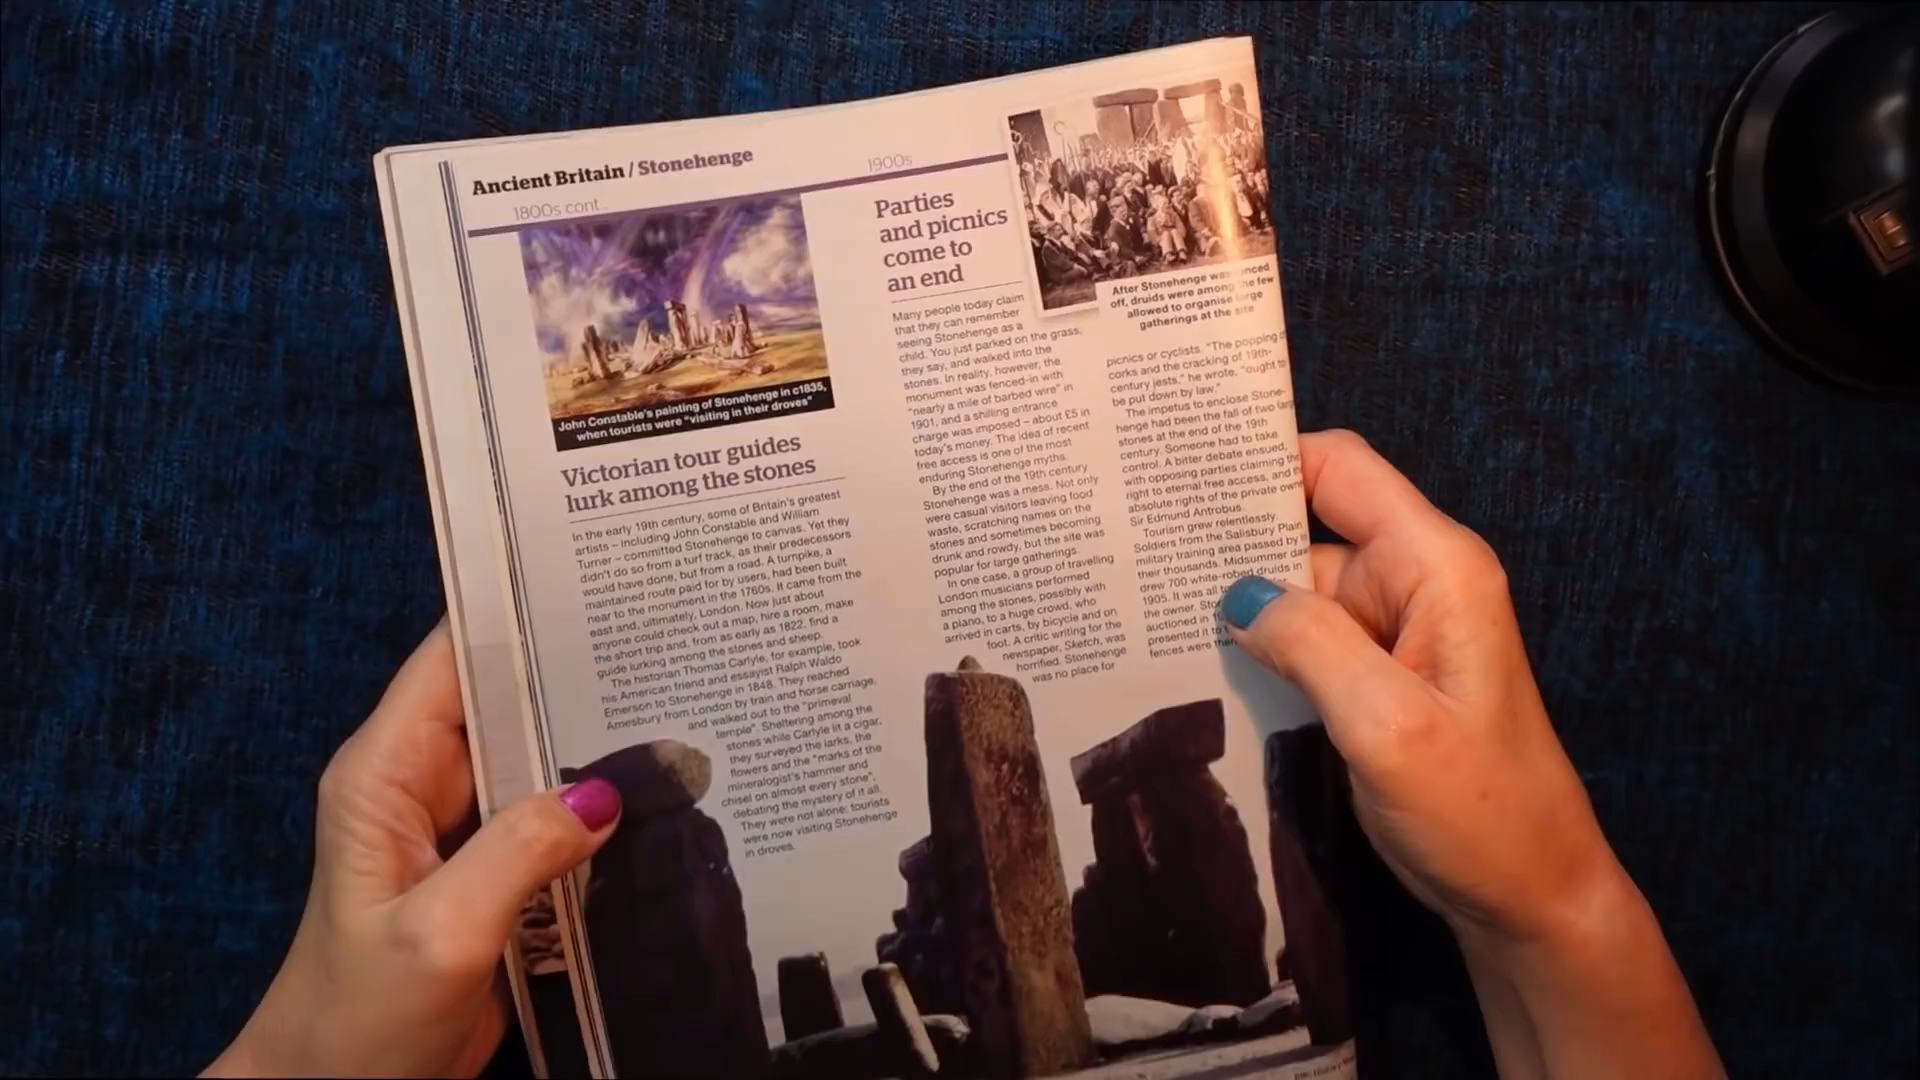 Ancient Britain / Stonehenge
1800s cont...
John Constable's painting of Stonehenge in c1835,
when tourists were "visiting in their droves"
Victorian tour guides
lurk among the stones
In the early 19th century, some of Britain's greatest
artists – including John Constable and William
Turner – committed Stonehenge to canvas. Yet they
didn't do so from a turf track, as their predecessors
would have done, but from a road. A turnpike, a
maintained route paid for by users, had been built
near to the monument in the 1760s. It came from the
east and, ultimately, London. Now just about
anyone could check out a map, hire a room, make
the short trip and, from as early as 1822, find a
guide lurking among the stones and sheep.
The historian Thomas Carlyle, for example, took
his American friend and essayist Ralph Waldo
Emerson to Stonehenge in 1848. They reached
Amesbury from London by train and horse carriage,
and walked out to the "primeval
temple". Sheltering among the
stones while Carlyle lit a cigar,
they surveyed the larks, the
flowers and the "marks of the
mineralogist's hammer and
chisel on almost every stone",
debating the mystery of it all.
They were not alone: tourists
were now visiting Stonehenge
in droves.
1900s
Parties
and picnics
come to
an end
Many people today claim
that they can remember
seeing Stonehenge as a
child. You just parked on the grass,
they say, and walked into the
stones. In reality, however, the
monument was fenced-in with
"nearly a mile of barbed wire" in
1901, and a shilling entrance
charge was imposed – about £5 in
today's money. The idea of recent
free access is one of the most
enduring Stonehenge myths.
By the end of the 19th century
Stonehenge was a mess. Not only
were casual visitors leaving food
waste, scratching names on the
stones and sometimes becoming
drunk and rowdy, but the site was
popular for large gatherings.
In one case, a group of travelling
London musicians performed
among the stones, possibly with
a piano, to a huge crowd, who
arrived in carts, by bicycle and on
foot. A critic writing for the
newspaper, Sketch, was
horrified. Stonehenge
was no place for
After Stonehenge was fenced
off, druids were among the few
allowed to organise large
gatherings at the site
picnics or cyclists. "The popping
corks and the cracking of 19th-
century jests," he wrote, "ought to
be put down by law."
The impetus to enclose Stone-
henge had been the fall of two
stones at the end of the 19th
century. Someone had to take
control. A bitter debate ensued,
with opposing parties claiming the
right to eternal free access, and
absolute rights of the private
Sir Edmund Antrobus.
Tourism grew relentlessly.
Soldiers from the Salisbury Plain
military training area passed by
their thousands. Midsummer
drew 700 white-robed druids in
1905. It was all
the owner.
auctioned in
presented it to
fences were